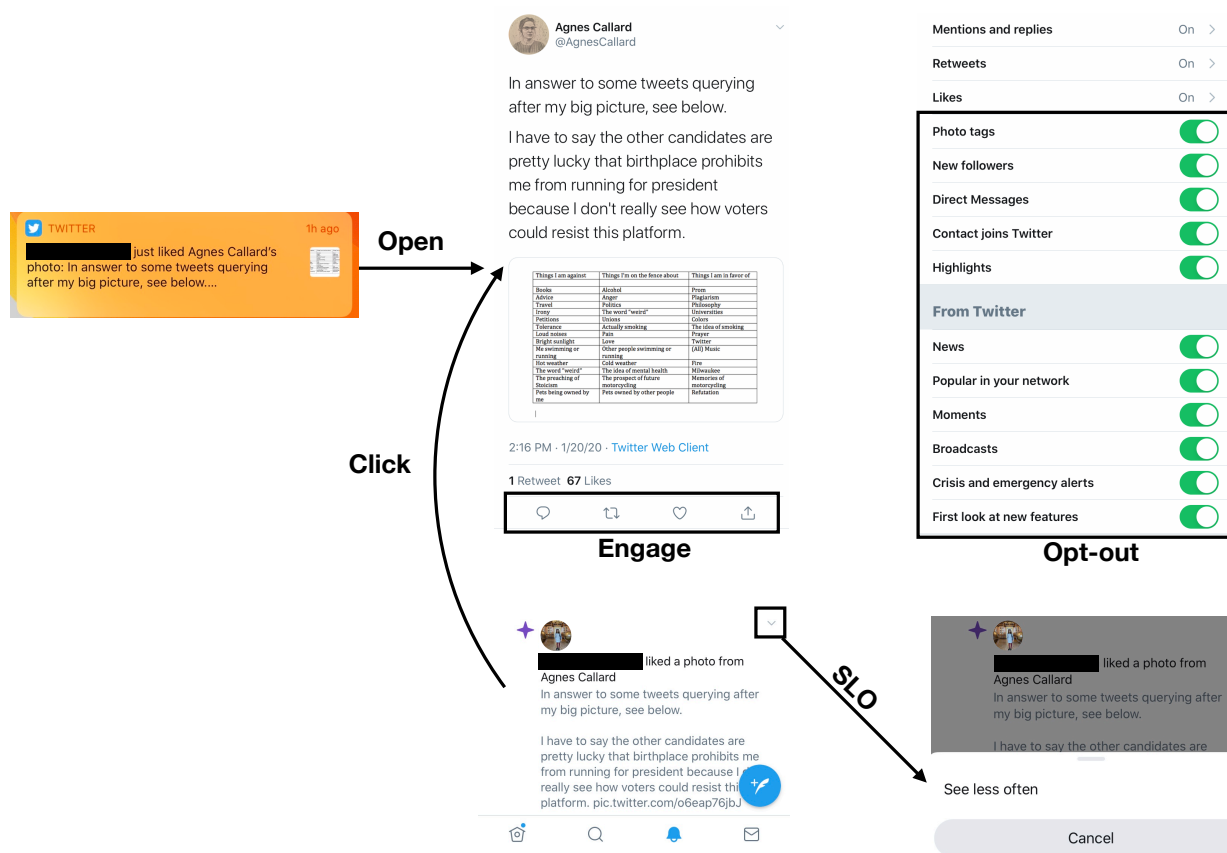 TWITTER 1h ago
just liked Agnes Callard's
photo: In answer to some tweets querying
after my big picture, see below....
Open
Click
Agnes Callard
@AgnesCallard
In answer to some tweets querying
after my big picture, see below.
I have to say the other candidates are
pretty lucky that birthplace prohibits
me from running for president
because I don't really see how voters
could resist this platform.
Things I am against Things I'm on the fence about Things I am in favor of
Books Alcohol Prom
Advice Anger Plagiarism
Travel Politics Philosophy
Irony The word "weird" Universities
Petitions Unions Colors
Tolerance Actually smoking The idea of smoking
Loud noises Pain Prayer
Bright sunlight Love Twitter
Me swimming or Other people swimming or (All) Music
running running
Hot weather Cold weather Fire
The word "weird" The idea of mental health Milwaukee
The preaching of The prospect of future Memories of
Stoicism motorcycling motorcycling
Pets being owned by Pets owned by other people Refutation
me
2:16 PM · 1/20/20 · Twitter Web Client
1 Retweet 67 Likes
Engage
liked a photo from
Agnes Callard
In answer to some tweets querying after
my big picture, see below.
I have to say the other candidates are
pretty lucky that birthplace prohibits me
from running for president because I
really see how voters could resist
platform. pic.twitter.com/o6eap76jbJ
SLO
Mentions and replies On
Retweets On
Likes On
Photo tags
New followers
Direct Messages
Contact joins Twitter
Highlights
From Twitter
News
Popular in your network
Moments
Broadcasts
Crisis and emergency alerts
First look at new features
Opt-out
liked a photo from
Agnes Callard
In answer to some tweets querying after
my big picture, see below.
I have to say the other candidates are
See less often
Cancel